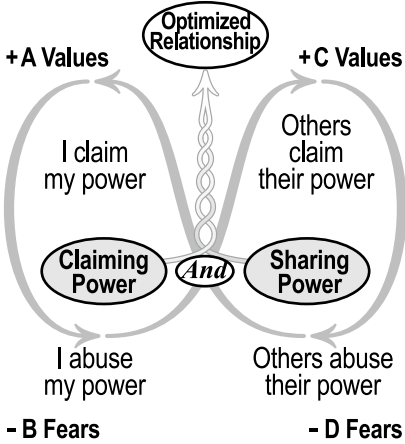 Optimized
Relationship
+A Values
+C Values
I claim
my power
Others
claim
their power
Claiming
Power
And
Sharing
Power
I abuse
my power
Others abuse
their power
– B Fears
– D Fears